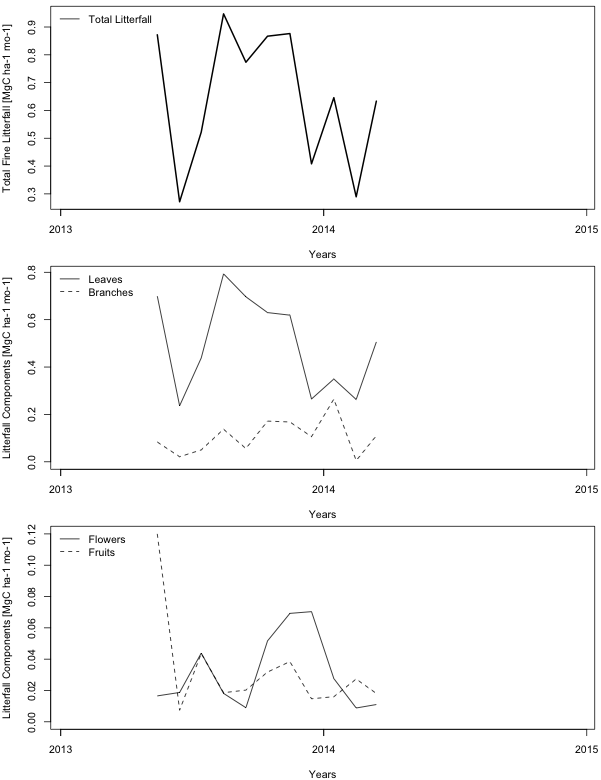 Total Fine Litterfall [MgC ha-1 mo-1]
0.9
0.8
0.7
0.6
0.5
0.4
0.3
Total Litterfall
2013 2014 2015
Years
Litterfall Components [MgC ha-1 mo-1]
0.8
0.6
0.4
0.2
0.0
Leaves
Branches
2013 2014 2015
Years
Litterfall Components [MgC ha-1 mo-1]
0.12
0.10
0.08
0.06
0.04
0.02
0.00
Flowers
Fruits
2013 2014 2015
Years